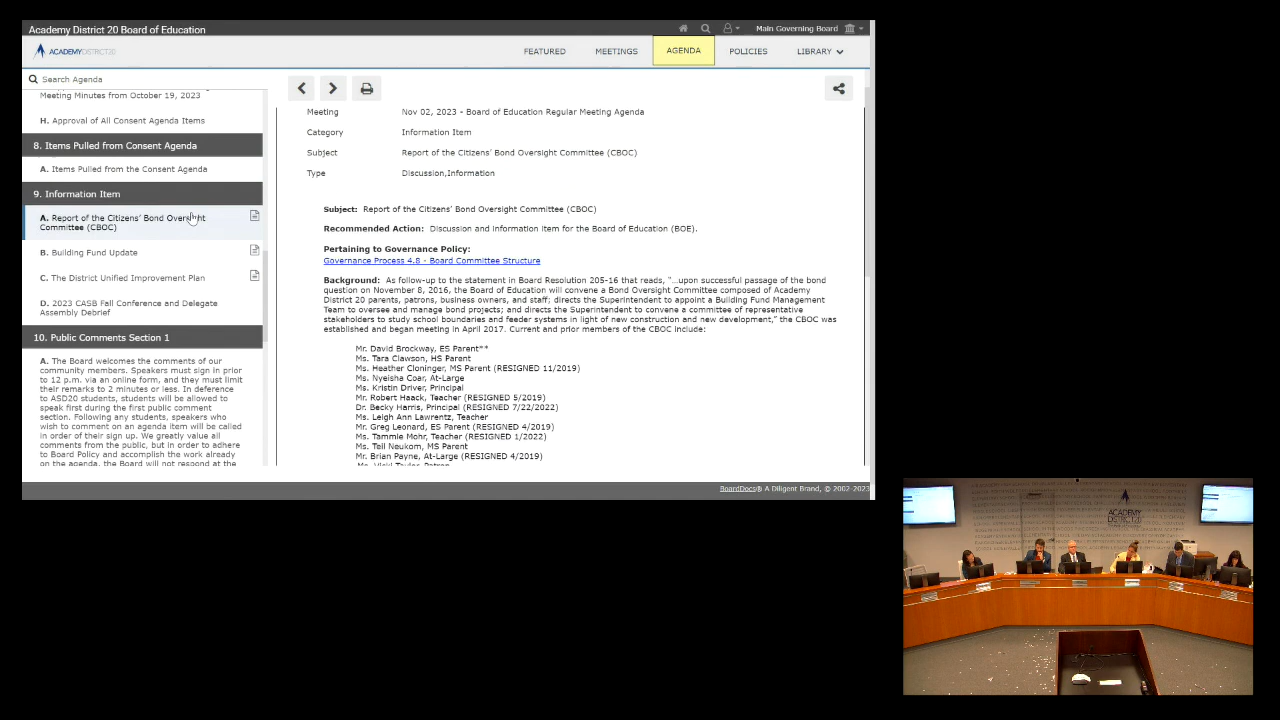 Academy District 20 Board of Education
Main Governing Board
ACADEMYDISTRICT20
FEATURED
MEETINGS
AGENDA
POLICIES
LIBRARY
Search Agenda
Meeting Minutes from October 19, 2023
H. Approval of All Consent Agenda Items
8. Items Pulled from Consent Agenda
A. Items Pulled from the Consent Agenda
9. Information Item
A. Report of the Citizens' Bond Oversight
Committee (CBOC)
B. Building Fund Update
C. The District Unified Improvement Plan
D. 2023 CASB Fall Conference and Delegate
Assembly Debrief
10. Public Comments Section 1
A. The Board welcomes the comments of our
community members. Speakers must sign in prior
to 12 p.m. via an online form, and they must limit
their remarks to 2 minutes or less. In deference
to ASD20 students, students will be allowed to
speak first during the first public comment
section. Following any students, speakers who
wish to comment on an agenda item will be called
in order of their sign up. We greatly value all
comments from the public, but in order to adhere
to Board Policy and accomplish the work already
on the agenda, the Board will not respond at the
Meeting Nov 02, 2023 - Board of Education Regular Meeting Agenda
Category Information Item
Subject Report of the Citizens' Bond Oversight Committee (CBOC)
Type Discussion,Information
Subject: Report of the Citizens' Bond Oversight Committee (CBOC)
Recommended Action: Discussion and information item for the Board of Education (BOE).
Pertaining to Governance Policy:
Governance Process 4.8 - Board Committee Structure
Background: As follow-up to the statement in Board Resolution 205-16 that reads, "…upon successful passage of the bond
question on November 8, 2016, the Board of Education will convene a Bond Oversight Committee composed of Academy
District 20 parents, patrons, business owners, and staff; directs the Superintendent to appoint a Building Fund Management
Team to oversee and manage bond projects; and directs the Superintendent to convene a committee of representative
stakeholders to study school boundaries and feeder systems in light of new construction and new development," the CBOC was
established and began meeting in April 2017. Current and prior members of the CBOC include:
Mr. David Brockway, ES Parent**
Ms. Tara Clawson, HS Parent
Ms. Heather Cloninger, MS Parent (RESIGNED 11/2019)
Ms. Nyeisha Coar, At-Large
Ms. Kristin Driver, Principal
Mr. Robert Haack, Teacher (RESIGNED 5/2019)
Dr. Becky Harris, Principal (RESIGNED 7/22/2022)
Ms. Leigh Ann Lawrentz, Teacher
Mr. Greg Leonard, ES Parent (RESIGNED 4/2019)
Ms. Tammie Mohr, Teacher (RESIGNED 1/2022)
Ms. Teil Neukom, MS Parent
Mr. Brian Payne, At-Large (RESIGNED 4/2019)
Ms. Vicki Taylor, Patron
BoardDocs® A Diligent Brand, © 2002-2023
ACADEMY
DISTRICT20